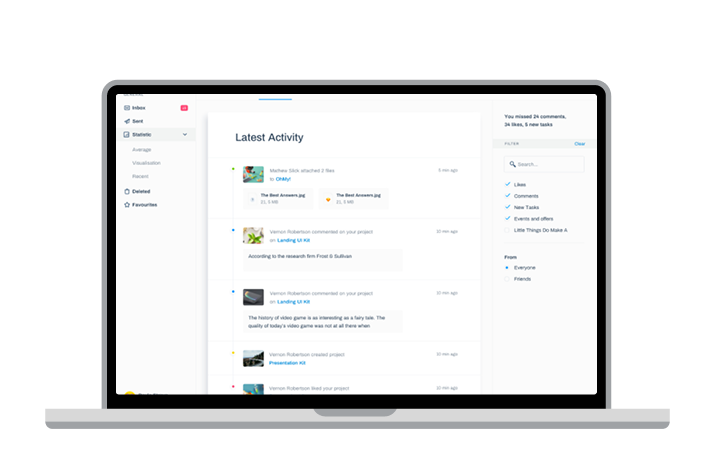 Inbox
Sent
Statistic
Average
Visualisation
Recent
Deleted
Favourites
Latest Activity
Mathew Slick attached 2 files
to OhMy!
5 min ago
The Best Answers.jpg
21, 5 MB
The Best Answers.jpg
21, 5 MB
Vernon Robertson commented on your project
on Landing UI Kit
10 min ago
According to the research firm Frost & Sullivan
Vernon Robertson commented on your project
on Landing UI Kit
10 min ago
The history of video game is as interesting as a fairy tale. The
quality of today's video game was not at all there when
Vernon Robertson created project
Presentation Kit
10 min ago
Vernon Robertson liked your project
10 min ago
You missed 24 comments,
34 likes, 5 new tasks
FILTER
Clear
Search...
Likes
Comments
New Tasks
Events and offers
Little Things Do Make A
From
Everyone
Friends